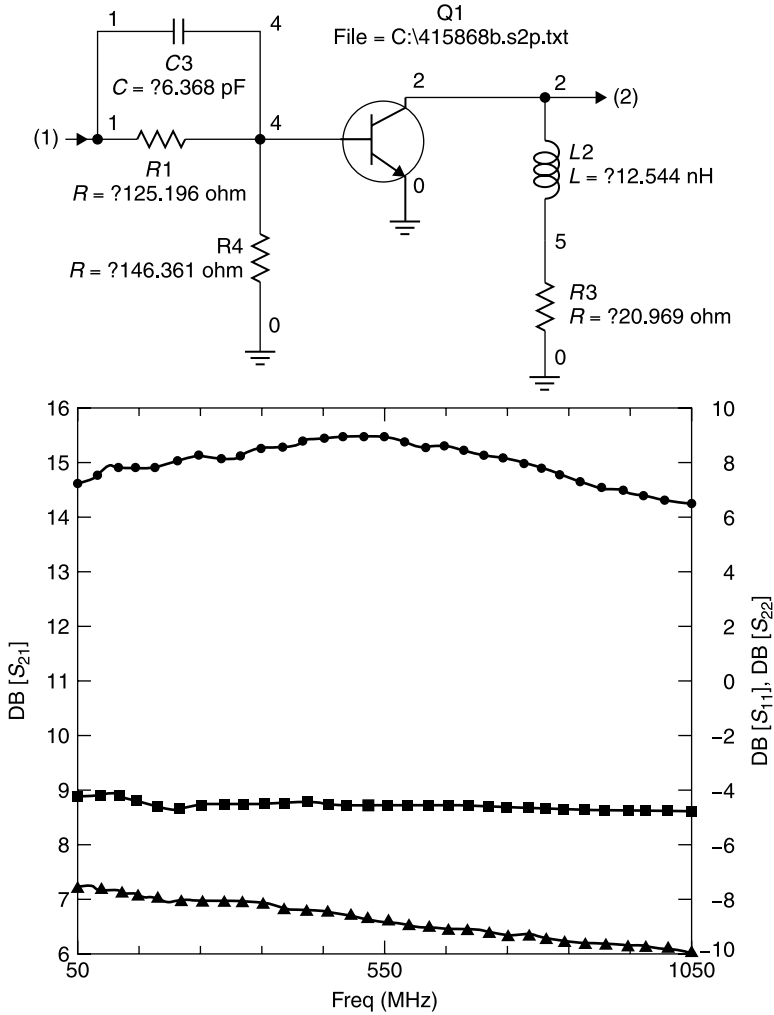 Q1
File = C:\415868b.s2p.txt
1 4
C3
C = ?6.368 pF
2 2 (2)
(1) 1 4
R1
R = ?125.196 ohm
0
L2
L = ?12.544 nH
R4
R = ?146.361 ohm
5
R3
R = ?20.969 ohm
0
0
16 10
15 8
14 6
13 4
12 2
11 0
10 −2
9 −4
8 −6
7 −8
6 −10
DB [S21]
DB [S11], DB [S22]
50 550 1050
Freq (MHz)